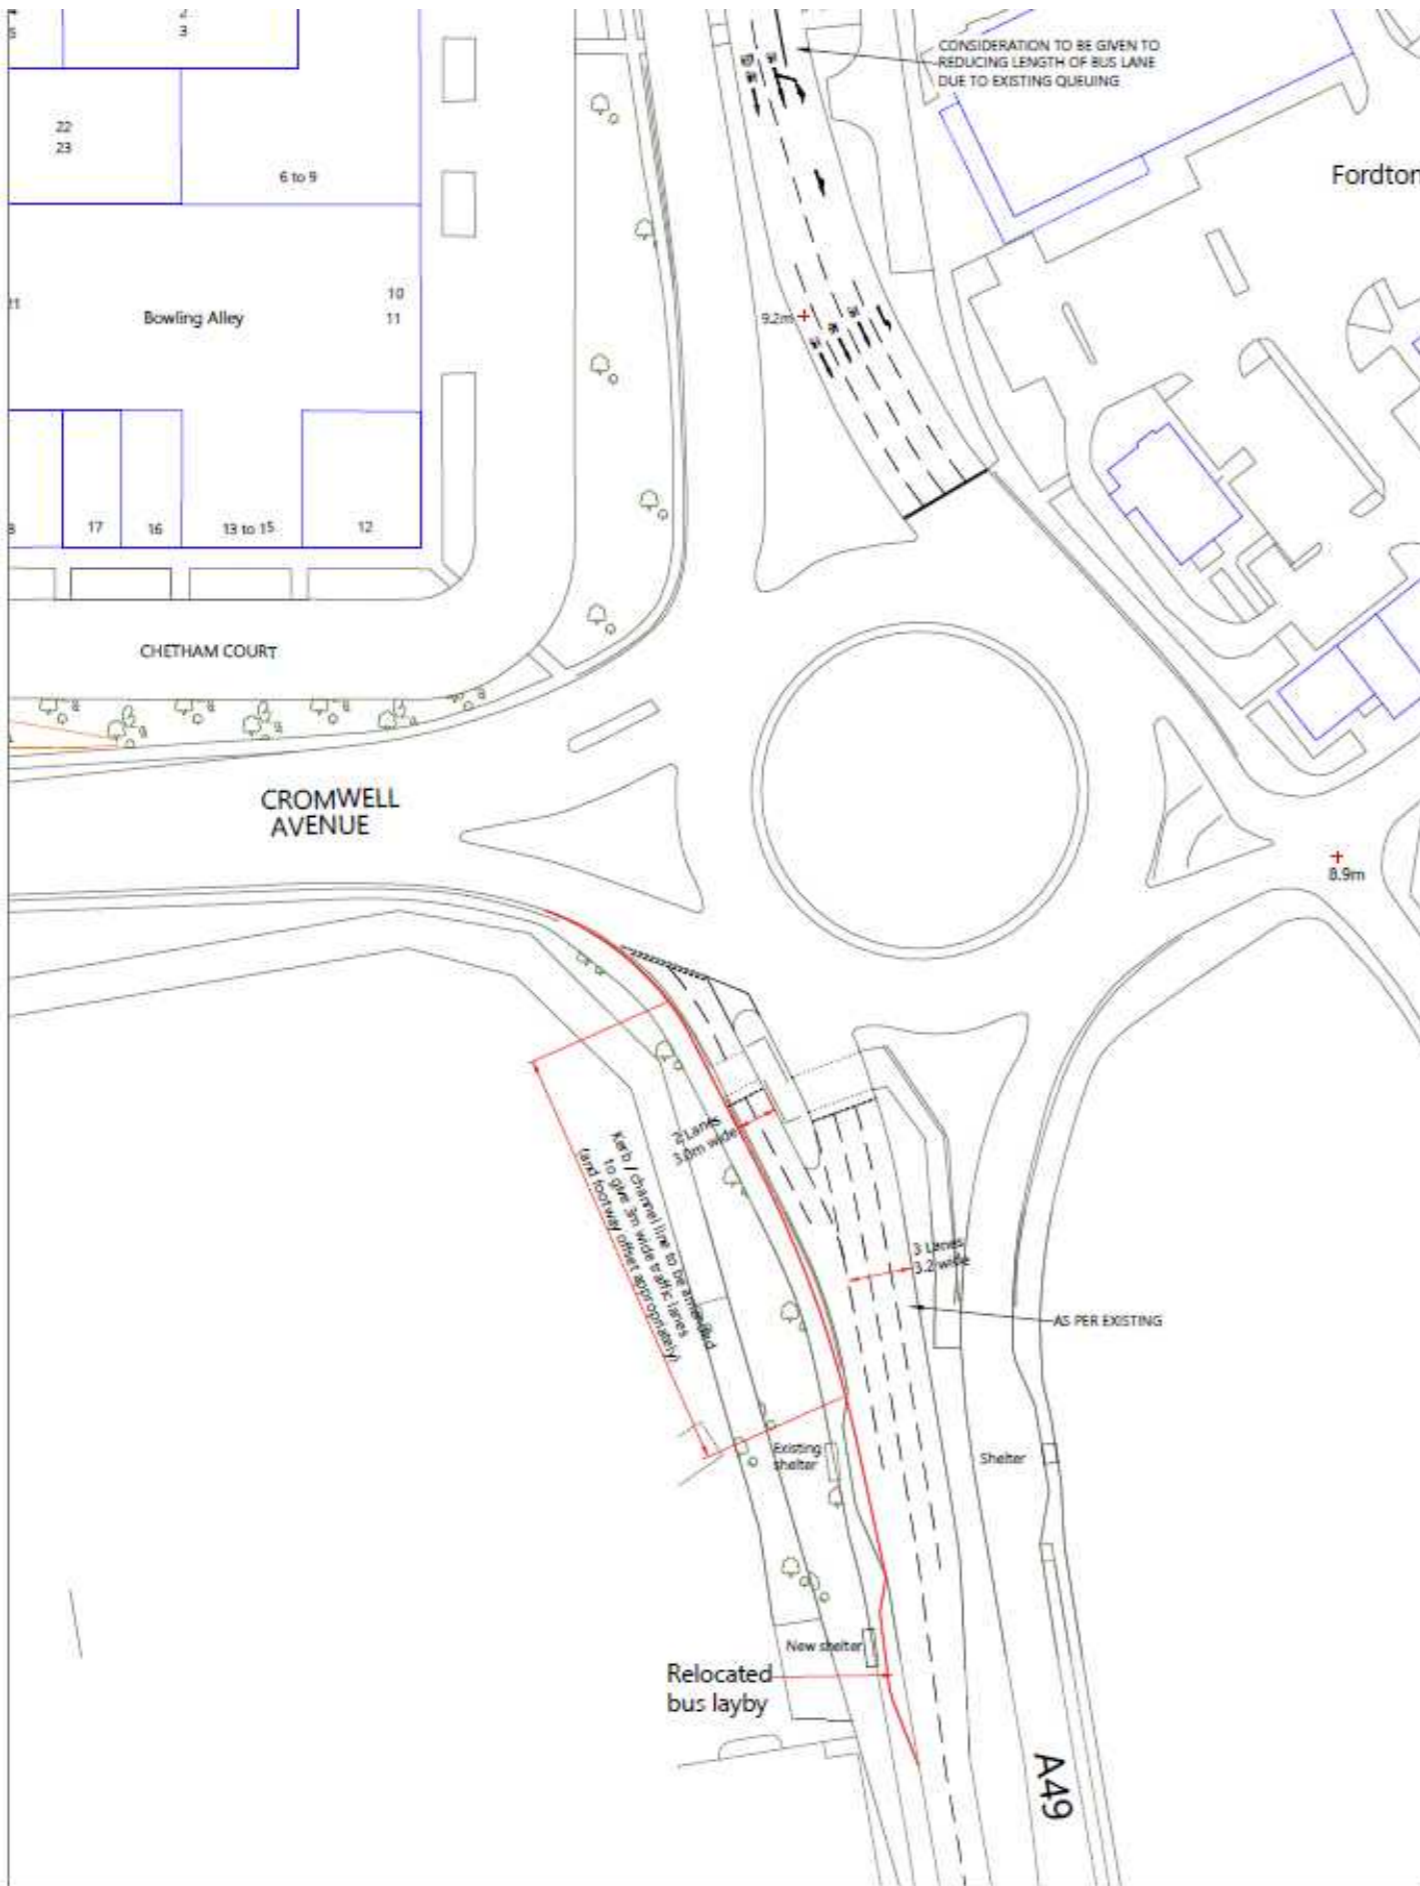 2
3
5
CONSIDERATION TO BE GIVEN TO
REDUCING LENGTH OF BUS LANE
DUE TO EXISTING QUEUING
22
23
6 to 9
Fordton
10
11
Bowling Alley
9.2m
17
16
13 to 15
12
CHETHAM COURT
CROMWELL
AVENUE
8.9m
2 Lanes
3.0m wide
Kerb / channel line to be amended
to give 3m wide traffic lanes
(and footway offset appropriately)
3 Lanes
3.2 wide
AS PER EXISTING
Existing
shelter
Shelter
New shelter
Relocated
bus layby
A49